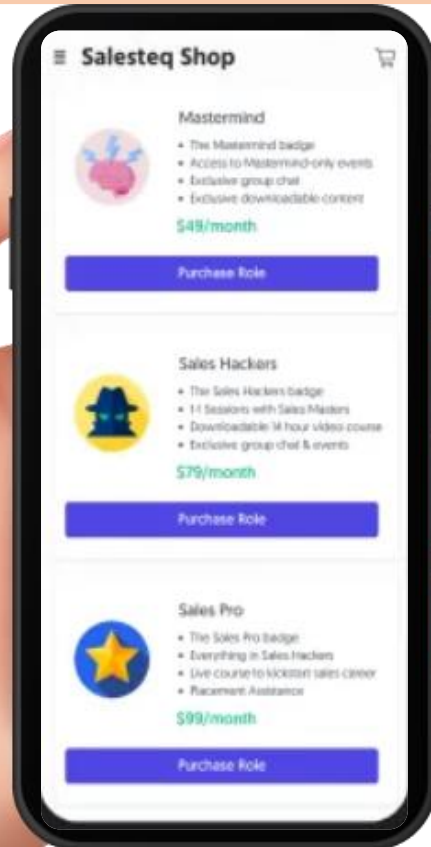 Salesteq Shop
Mastermind
• The Mastermind badge
• Access to Mastermind-only events
• Exclusive group chat
• Exclusive downloadable content
$49/month
Purchase Role
Sales Hackers
• The Sales Hackers badge
• 1-1 Sessions with Sales Masters
• Downloadable 14 hour video course
• Exclusive group chat & events
$79/month
Purchase Role
Sales Pro
• The Sales Pro badge
• Everything in Sales Hackers
• Live course to kickstart sales career
• Placement Assistance
$99/month
Purchase Role